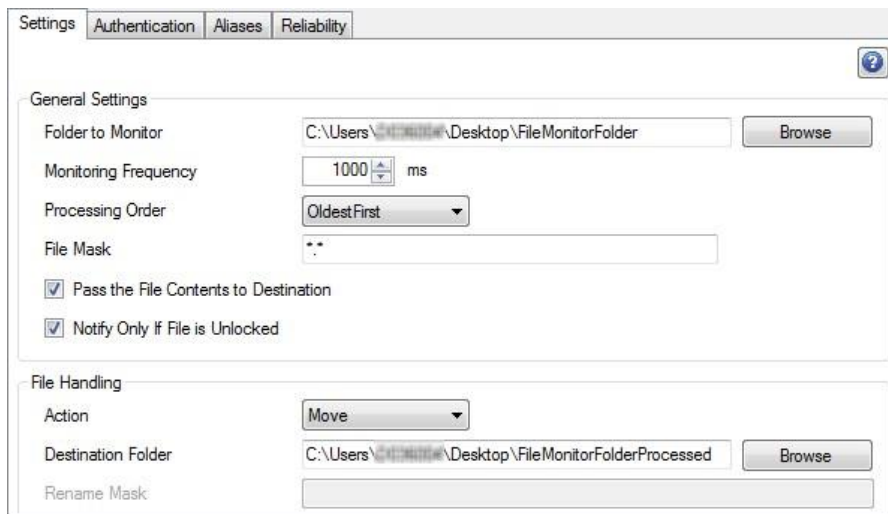 Settings Authentication Aliases Reliability
?
General Settings
Folder to Monitor C:\Users\ \Desktop\FileMonitorFolder Browse
Monitoring Frequency 1000 ms
Processing Order OldestFirst
File Mask *.*
Pass the File Contents to Destination
Notify Only If File is Unlocked
File Handling
Action Move
Destination Folder C:\Users\ \Desktop\FileMonitorFolderProcessed Browse
Rename Mask